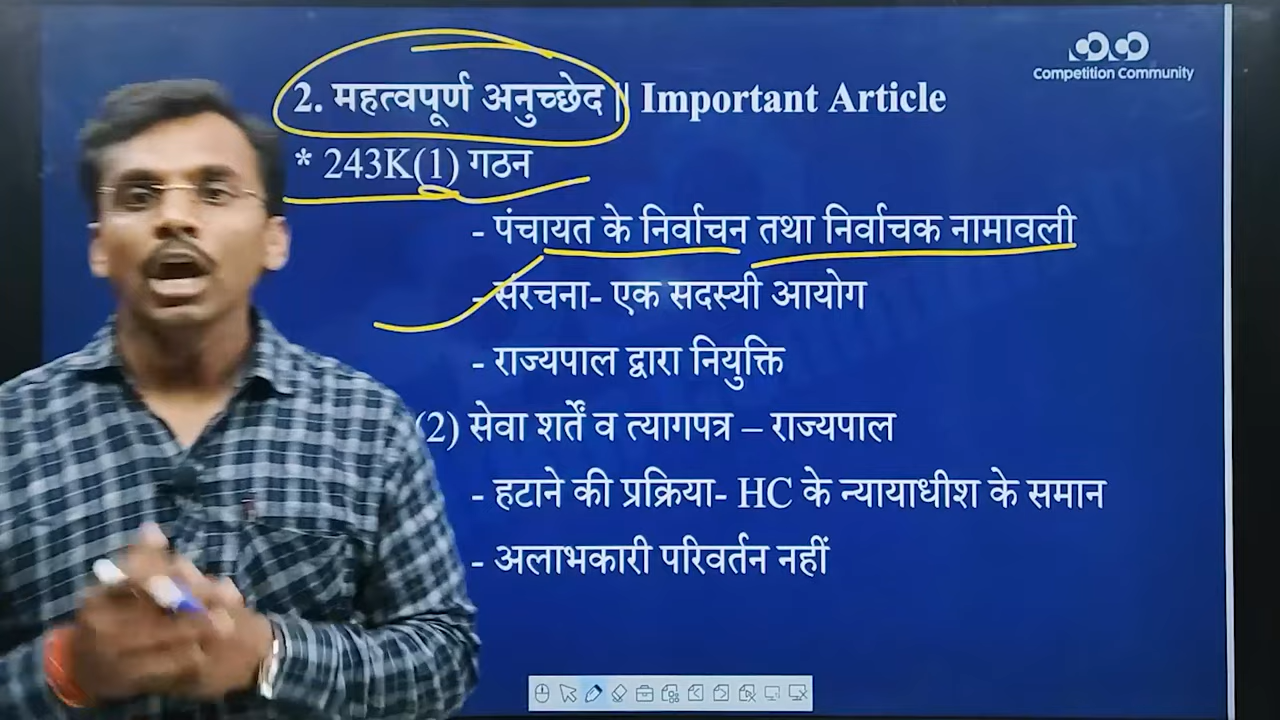 Competition Community
2. महत्वपूर्ण अनुच्छेद || Important Article
* 243K(1) गठन
- पंचायत के निर्वाचन तथा निर्वाचक नामावली
- संरचना- एक सदस्यी आयोग
- राज्यपाल द्वारा नियुक्ति
(2) सेवा शर्तें व त्यागपत्र – राज्यपाल
- हटाने की प्रक्रिया- HC के न्यायाधीश के समान
- अलाभकारी परिवर्तन नहीं